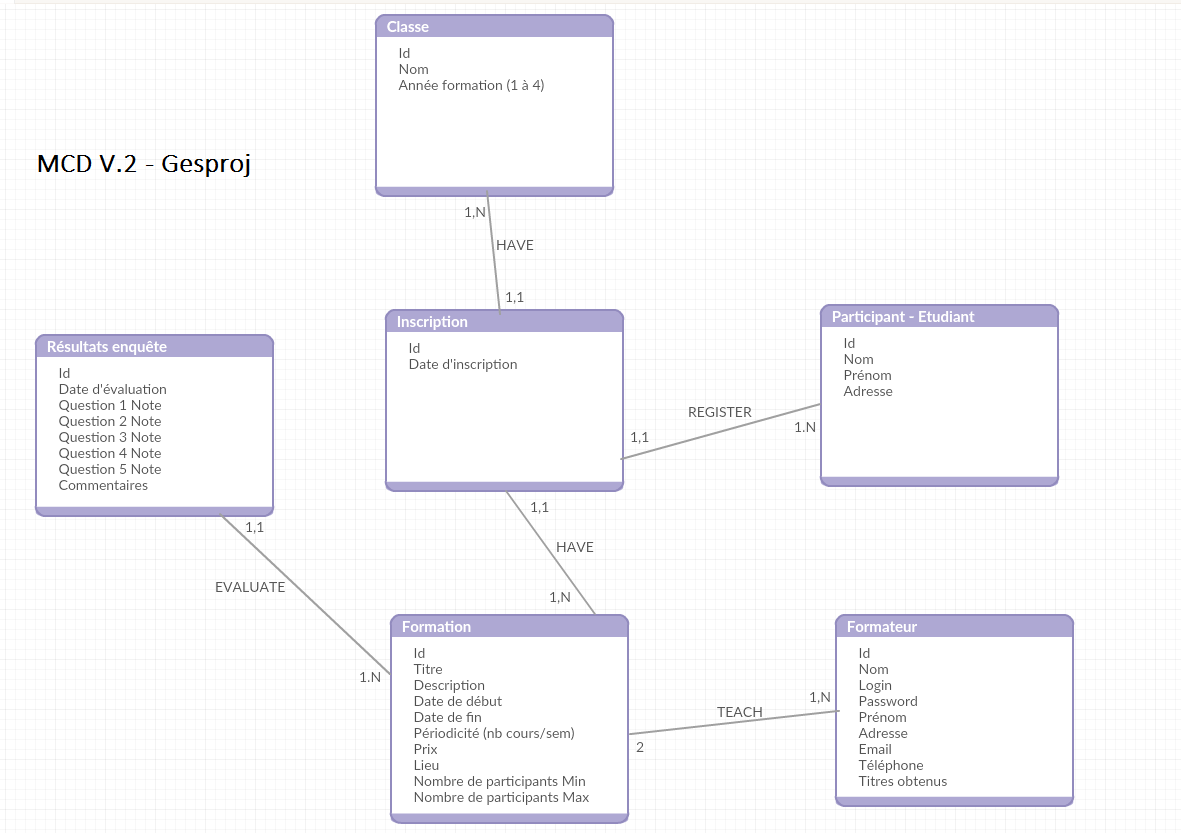 Classe
Id
Nom
Année formation (1 à 4)
MCD V.2 - Gesproj
1,N
HAVE
1,1
Inscription
Id
Date d'inscription
Participant - Etudiant
Id
Nom
Prénom
Adresse
Résultats enquête
Id
Date d'évaluation
Question 1 Note
Question 2 Note
Question 3 Note
Question 4 Note
Question 5 Note
Commentaires
REGISTER
1.N
1,1
1,1
HAVE
1,N
1,1
EVALUATE
1.N
Formation
Id
Titre
Description
Date de début
Date de fin
Périodicité (nb cours/sem)
Prix
Lieu
Nombre de participants Min
Nombre de participants Max
1,N
TEACH
2
Formateur
Id
Nom
Login
Password
Prénom
Adresse
Email
Téléphone
Titres obtenus